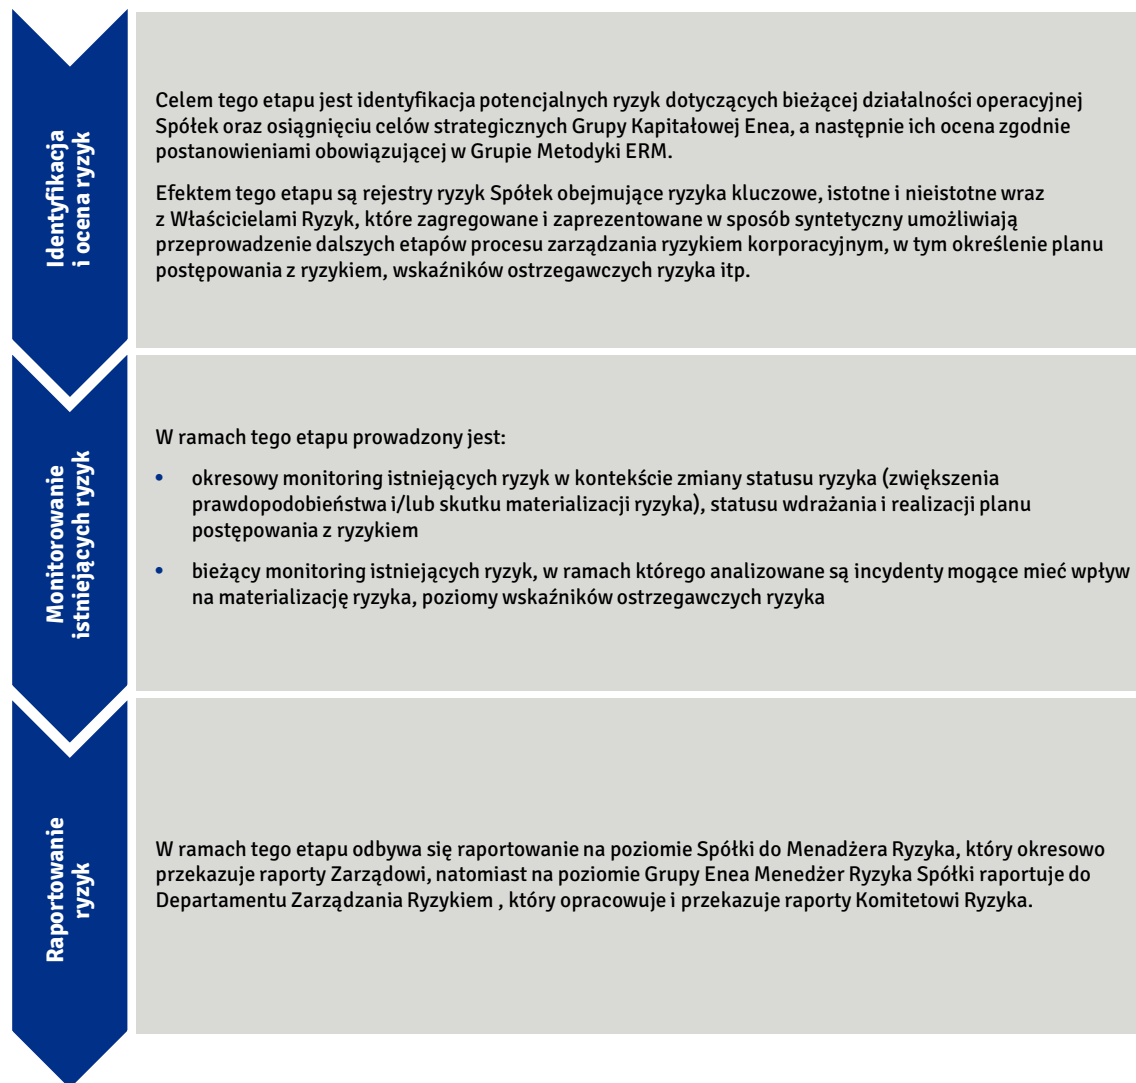 Identyfikacja
i ocena ryzyk
Celem tego etapu jest identyfikacja potencjalnych ryzyk dotyczących bieżącej działalności operacyjnej
Spółek oraz osiągnięciu celów strategicznych Grupy Kapitałowej Enea, a następnie ich ocena zgodnie
postanowieniami obowiązującej w Grupie Metodyki ERM.
Efektem tego etapu są rejestry ryzyk Spółek obejmujące ryzyka kluczowe, istotne i nieistotne wraz
z Właścicielami Ryzyk, które zagregowane i zaprezentowane w sposób syntetyczny umożliwiają
przeprowadzenie dalszych etapów procesu zarządzania ryzykiem korporacyjnym, w tym określenie planu
postępowania z ryzykiem, wskaźników ostrzegawczych ryzyka itp.
Monitorowanie
istniejących ryzyk
W ramach tego etapu prowadzony jest:
• okresowy monitoring istniejących ryzyk w kontekście zmiany statusu ryzyka (zwiększenia
prawdopodobieństwa i/lub skutku materializacji ryzyka), statusu wdrażania i realizacji planu
postępowania z ryzykiem
• bieżący monitoring istniejących ryzyk, w ramach którego analizowane są incydenty mogące mieć wpływ
na materializację ryzyka, poziomy wskaźników ostrzegawczych ryzyka
Raportowanie
ryzyk
W ramach tego etapu odbywa się raportowanie na poziomie Spółki do Menadżera Ryzyka, który okresowo
przekazuje raporty Zarządowi, natomiast na poziomie Grupy Enea Menedżer Ryzyka Spółki raportuje do
Departamentu Zarządzania Ryzykiem , który opracowuje i przekazuje raporty Komitetowi Ryzyka.